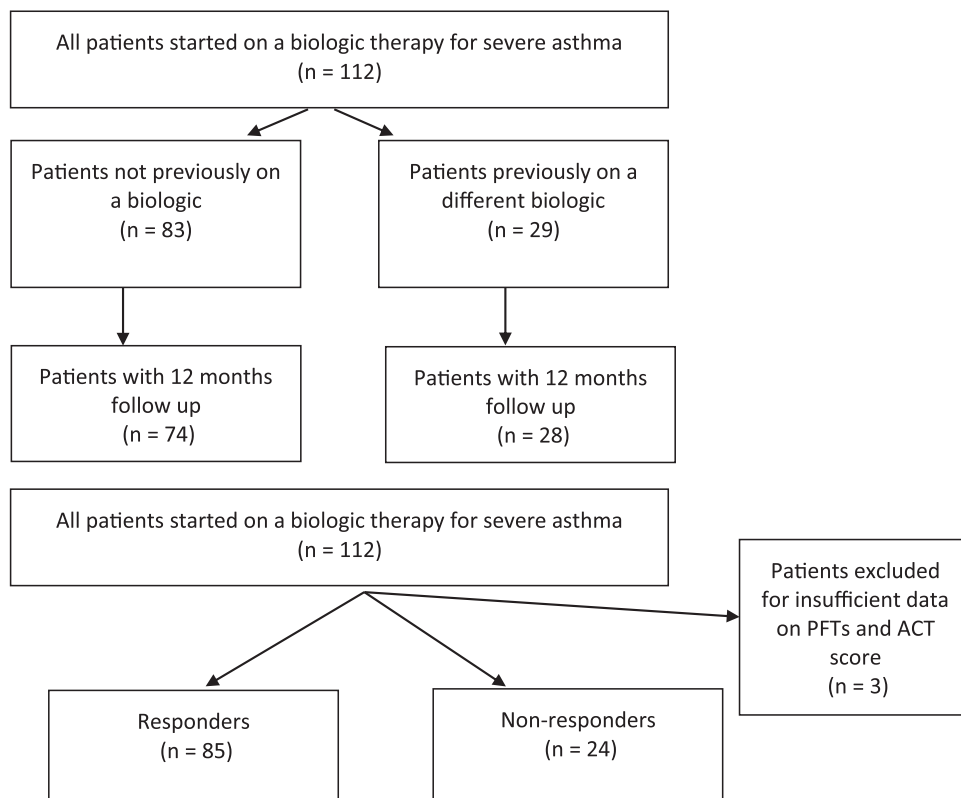 All patients started on a biologic therapy for severe asthma
(n = 112)
Patients not previously on
a biologic
(n = 83)
Patients previously on a
different biologic
(n = 29)
Patients with 12 months
follow up
(n = 74)
Patients with 12 months
follow up
(n = 28)
All patients started on a biologic therapy for severe asthma
(n = 112)
Patients excluded
for insufficient data
on PFTs and ACT
score
(n = 3)
Responders
(n = 85)
Non-responders
(n = 24)